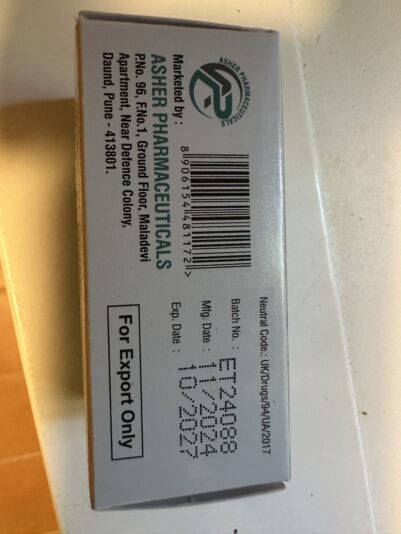 ASHER PHARMACEUTICALS
Marketed by :
ASHER PHARMACEUTICALS
P.No. 96, F.No.1, Ground Floor, Maladevi
Apartment, Near Defence Colony,
Daund, Pune - 413801.
8 906154 481172 >
Neutral Code.: UK/Drugs/94/UA/2017
Batch No. : ET24088
Mfg. Date : 11/2024
Exp. Date : 10/2027
For Export Only